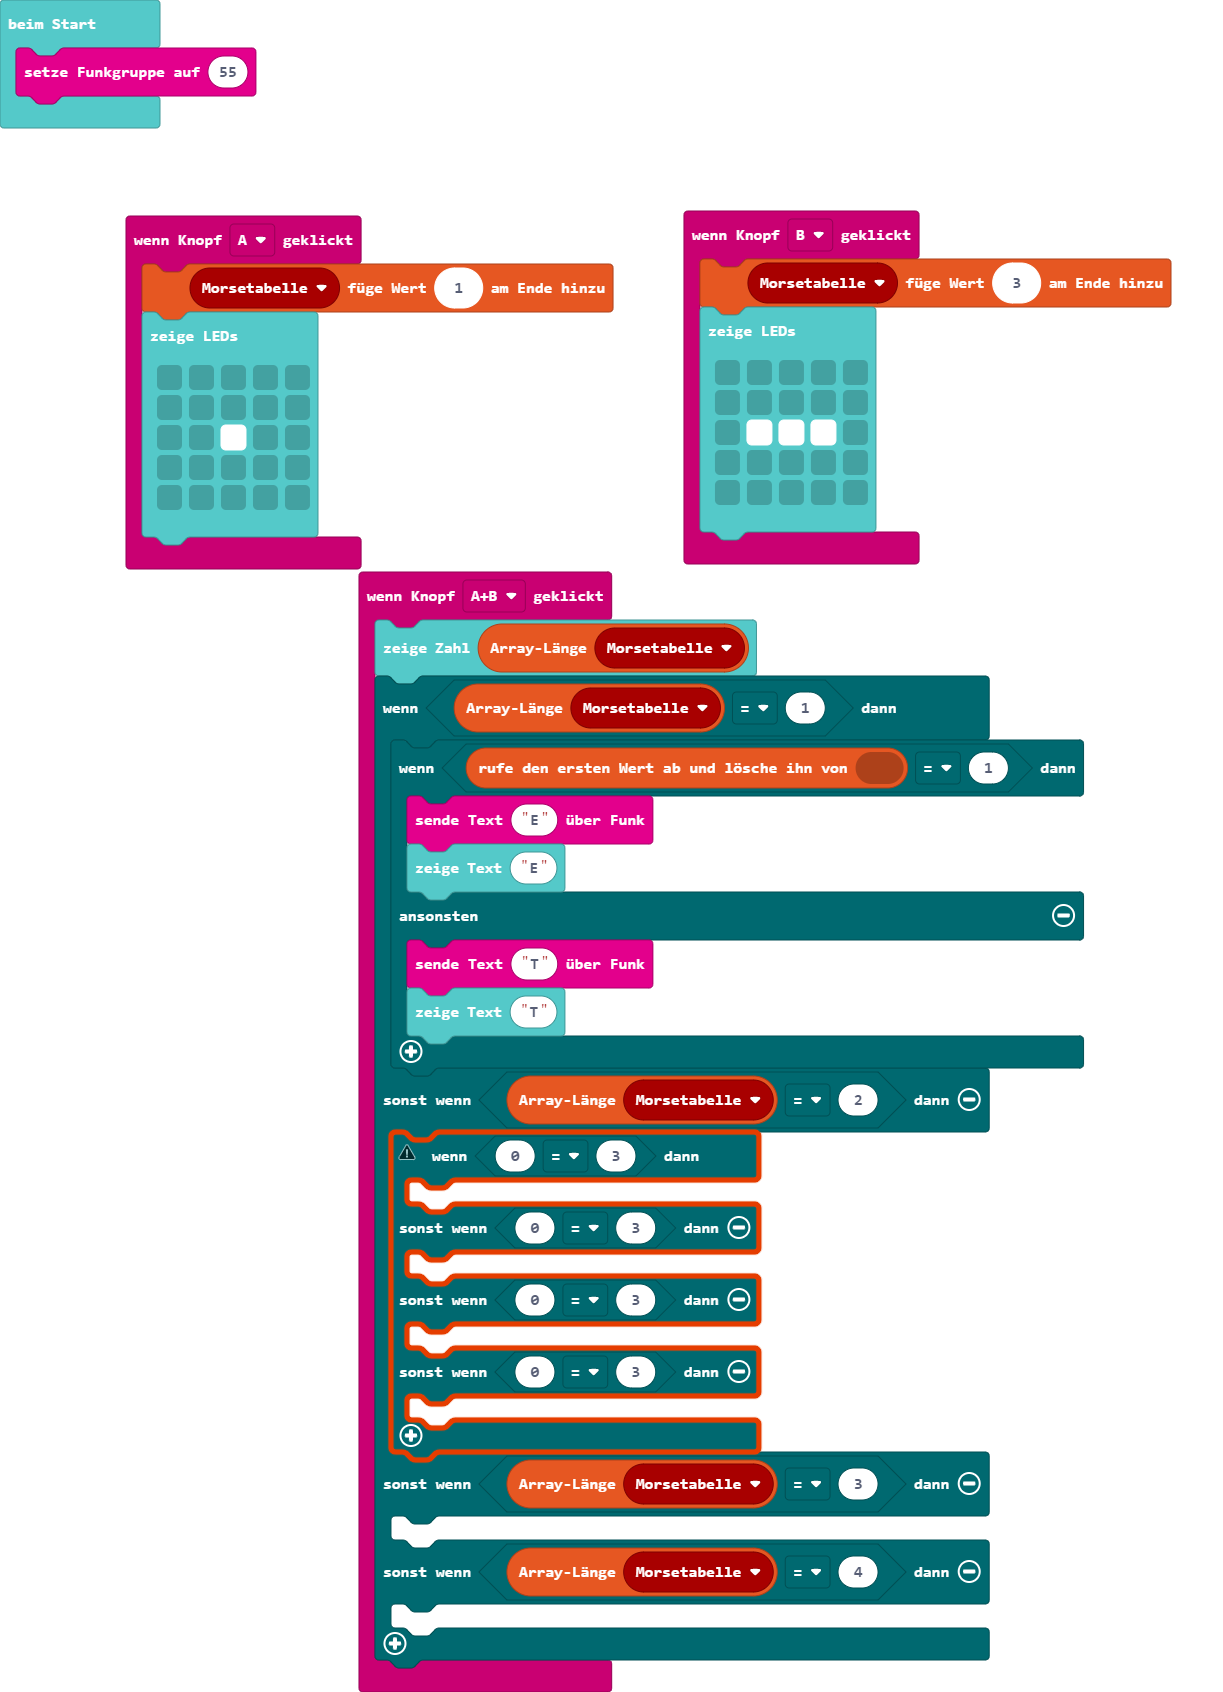 beim Start
setze Funkgruppe auf 55
wenn Knopf A geklickt
Morsetabelle füge Wert 1 am Ende hinzu
zeige LEDs
wenn Knopf B geklickt
Morsetabelle füge Wert 3 am Ende hinzu
zeige LEDs
wenn Knopf A+B geklickt
zeige Zahl Array-Länge Morsetabelle
wenn Array-Länge Morsetabelle = 1 dann
wenn rufe den ersten Wert ab und lösche ihn von = 1 dann
sende Text "E" über Funk
zeige Text "E"
ansonsten
sende Text "T" über Funk
zeige Text "T"
sonst wenn Array-Länge Morsetabelle = 2 dann
wenn 0 = 3 dann
sonst wenn 0 = 3 dann
sonst wenn 0 = 3 dann
sonst wenn 0 = 3 dann
sonst wenn Array-Länge Morsetabelle = 3 dann
sonst wenn Array-Länge Morsetabelle = 4 dann